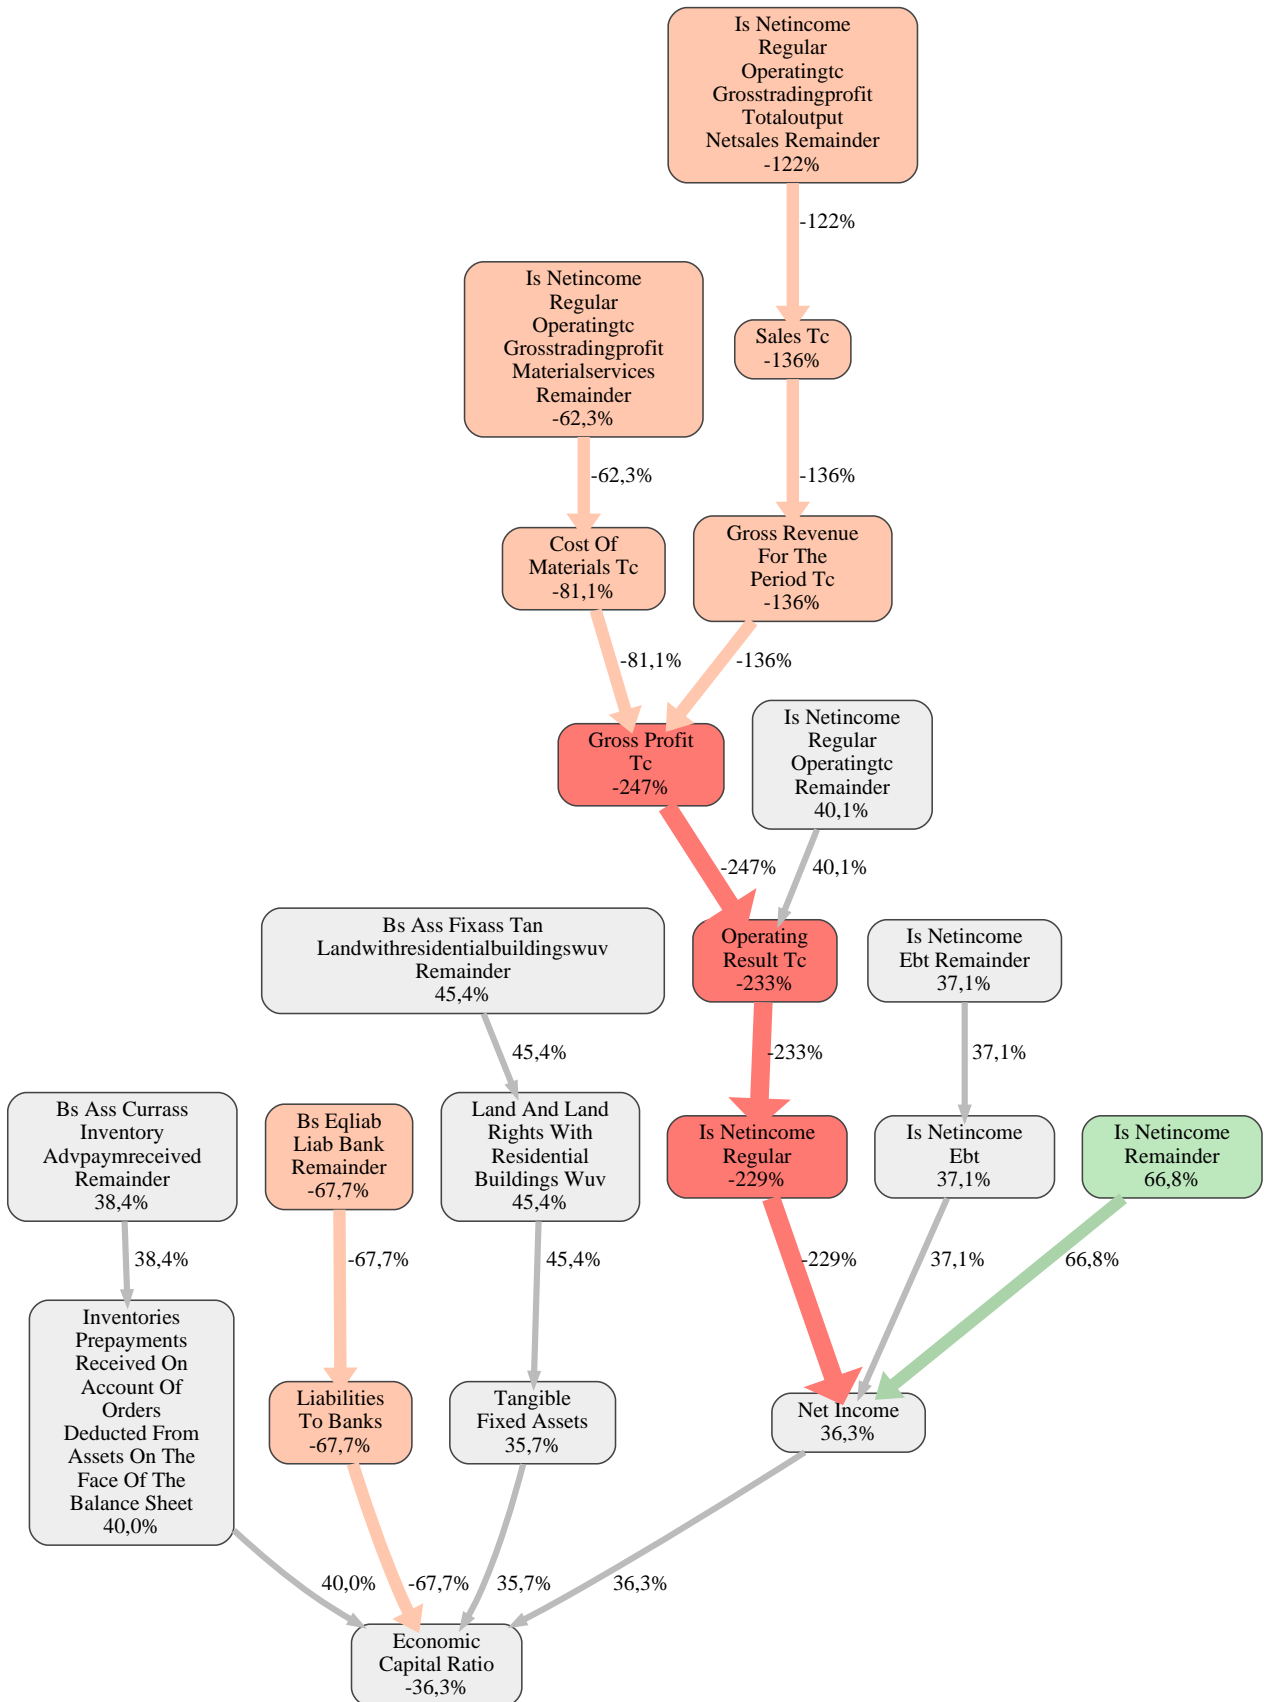 Is Netincome
Regular
Operatingtc
Grosstradingprofit
Totaloutput
Netsales Remainder
-122%
-122%
Is Netincome
Regular
Operatingtc
Grosstradingprofit
Materialservices
Remainder
-62,3%
Sales Tc
-136%
-62,3%
-136%
Cost Of
Materials Tc
-81,1%
Gross Revenue
For The
Period Tc
-136%
-81,1%
-136%
Gross Profit
Tc
-247%
Is Netincome
Regular
Operatingtc
Remainder
40,1%
-247%
40,1%
Bs Ass Fixass Tan
Landwithresidentialbuildingswuv
Remainder
45,4%
Operating
Result Tc
-233%
Is Netincome
Ebt Remainder
37,1%
45,4%
-233%
37,1%
Bs Ass Currass
Inventory
Advpaymreceived
Remainder
38,4%
Bs Eqliab
Liab Bank
Remainder
-67,7%
Land And Land
Rights With
Residential
Buildings Wuv
45,4%
Is Netincome
Regular
-229%
Is Netincome
Ebt
37,1%
Is Netincome
Remainder
66,8%
38,4%
-67,7%
45,4%
-229%
37,1%
66,8%
Inventories
Prepayments
Received On
Account Of
Orders
Deducted From
Assets On The
Face Of The
Balance Sheet
40,0%
Liabilities
To Banks
-67,7%
Tangible
Fixed Assets
35,7%
Net Income
36,3%
40,0%
-67,7%
35,7%
36,3%
Economic
Capital Ratio
-36,3%